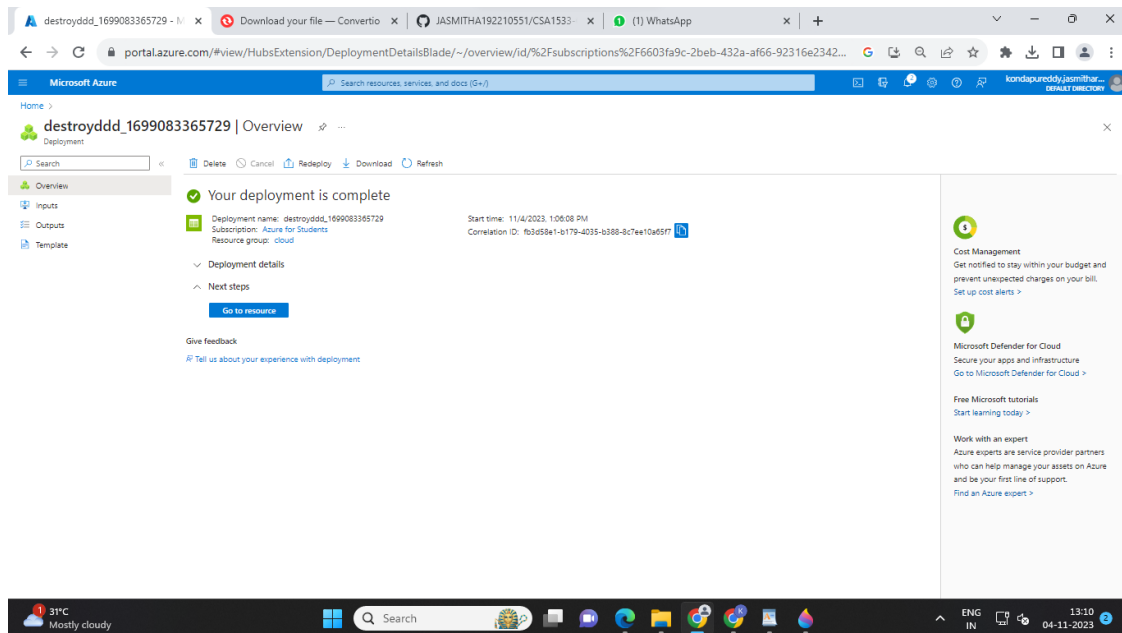 destroyddd_1699083365729 - M
Download your file — Convertio
JASMITHA192210551/CSA1533-
(1) WhatsApp
portal.azure.com/#view/HubsExtension/DeploymentDetailsBlade/~/overview/id/%2Fsubscriptions%2F6603fa9c-2beb-432a-af66-92316e2342...
Microsoft Azure
Search resources, services, and docs (G+/)
kondapureddy.jasmithar...
DEFAULT DIRECTORY
Home >
destroyddd_1699083365729 | Overview
Deployment
Search
Delete Cancel Redeploy Download Refresh
Overview
Inputs
Outputs
Template
Your deployment is complete
Deployment name: destroyddd_1699083365729
Subscription: Azure for Students
Resource group: cloud
Start time: 11/4/2023, 1:06:08 PM
Correlation ID: fb3d58e1-b179-4035-b388-8c7ee10a65f7
Deployment details
Next steps
Go to resource
Give feedback
Tell us about your experience with deployment
Cost Management
Get notified to stay within your budget and
prevent unexpected charges on your bill.
Set up cost alerts >
Microsoft Defender for Cloud
Secure your apps and infrastructure
Go to Microsoft Defender for Cloud >
Free Microsoft tutorials
Start learning today >
Work with an expert
Azure experts are service provider partners
who can help manage your assets on Azure
and be your first line of support.
Find an Azure expert >
1
31°C
Mostly cloudy
Search
ENG
IN
13:10
04-11-2023
2